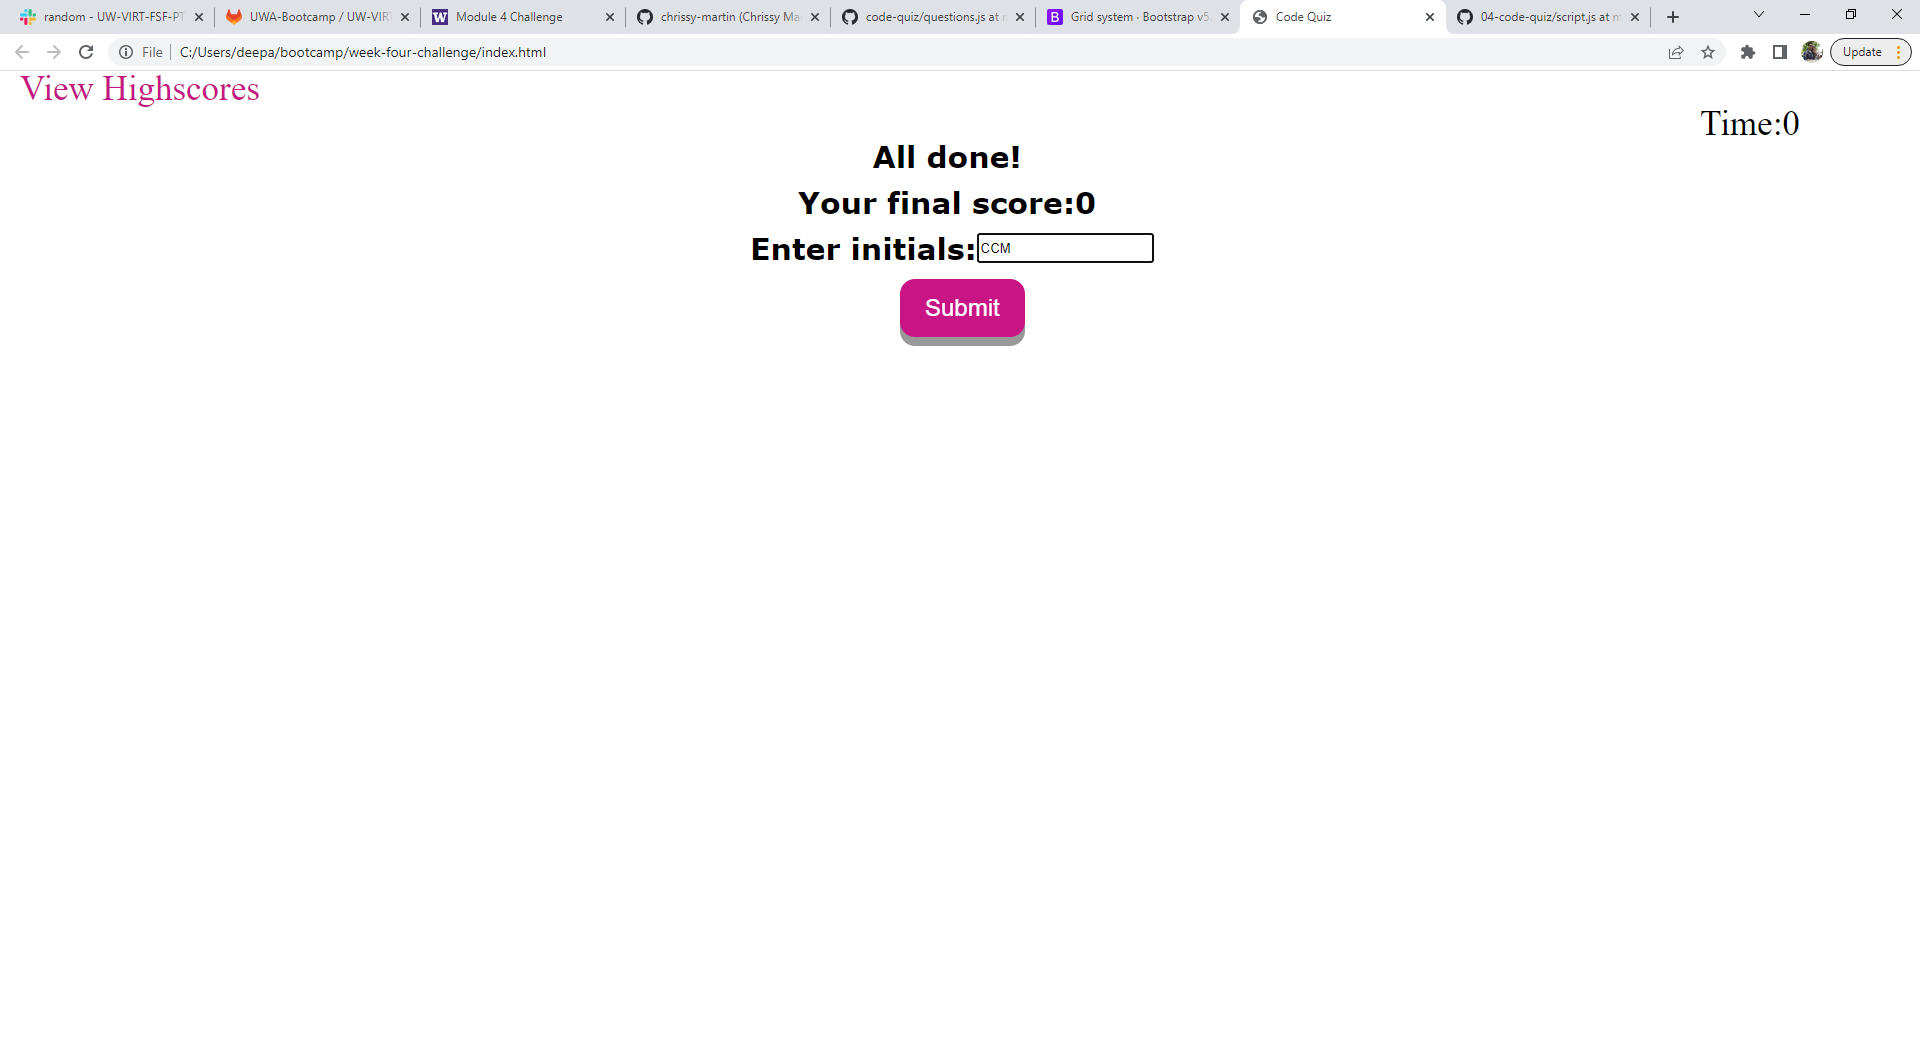 random - UW-VIRT-FSF-PT
UWA-Bootcamp / UW-VIR
Module 4 Challenge
chrissy-martin (Chrissy Ma
code-quiz/questions.js at
Grid system · Bootstrap v5.
Code Quiz
04-code-quiz/script.js at m
File
C:/Users/deepa/bootcamp/week-four-challenge/index.html
Update
View Highscores
Time:0
All done!
Your final score:0
Enter initials:CCM
Submit